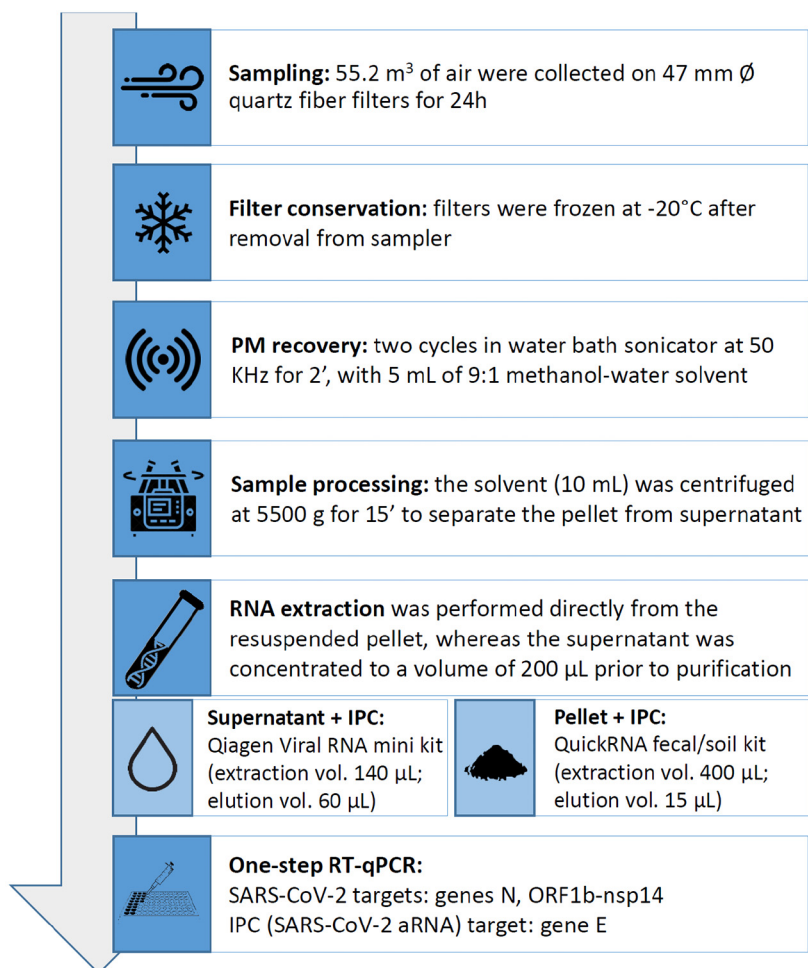 Sampling: 55.2 m³ of air were collected on 47 mm Ø
quartz fiber filters for 24h
Filter conservation: filters were frozen at -20°C after
removal from sampler
PM recovery: two cycles in water bath sonicator at 50
KHz for 2’, with 5 mL of 9:1 methanol-water solvent
Sample processing: the solvent (10 mL) was centrifuged
at 5500 g for 15’ to separate the pellet from supernatant
RNA extraction was performed directly from the
resuspended pellet, whereas the supernatant was
concentrated to a volume of 200 µL prior to purification
Supernatant + IPC:
Qiagen Viral RNA mini kit
(extraction vol. 140 µL;
elution vol. 60 µL)
Pellet + IPC:
QuickRNA fecal/soil kit
(extraction vol. 400 µL;
elution vol. 15 µL)
One-step RT-qPCR:
SARS-CoV-2 targets: genes N, ORF1b-nsp14
IPC (SARS-CoV-2 aRNA) target: gene E